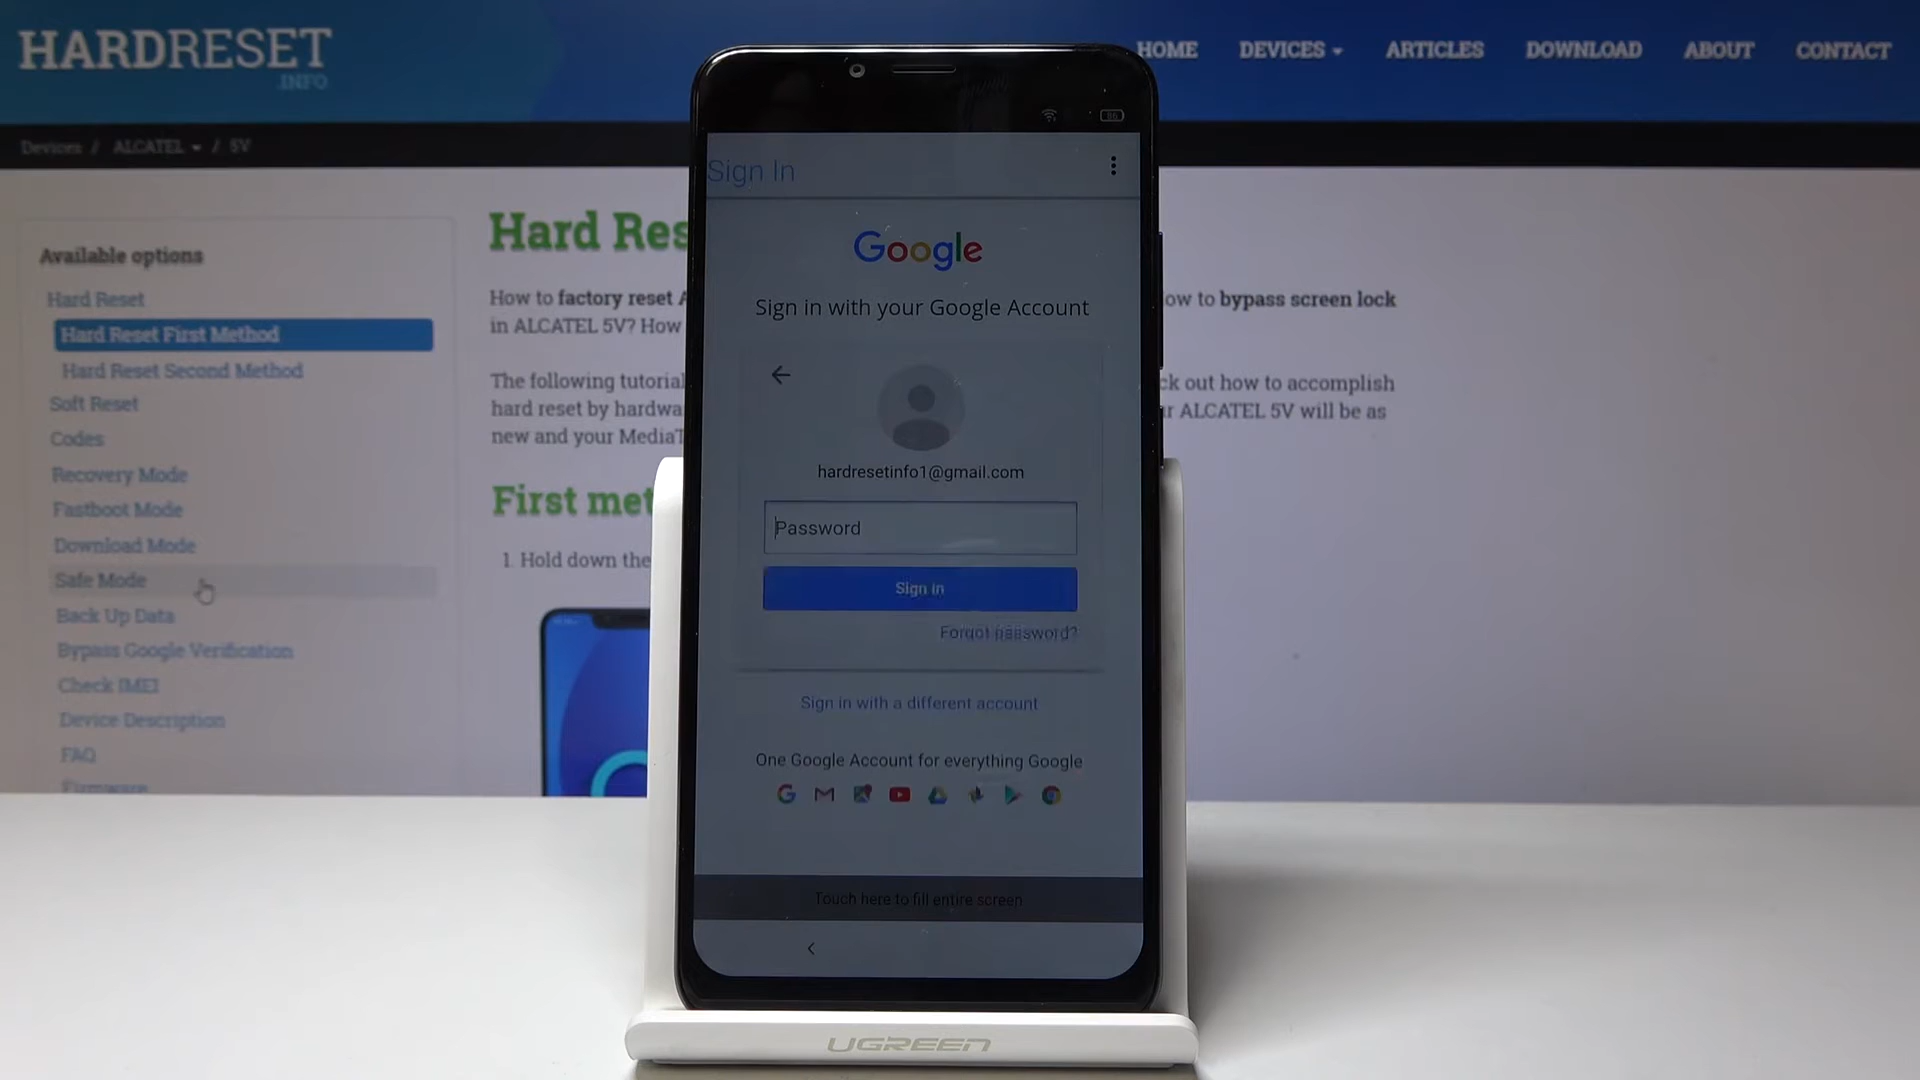 HARDRESET
.INFO
HOME
DEVICES
ARTICLES
DOWNLOAD
ABOUT
CONTACT
Devices / ALCATEL / 5V
Available options
Hard Reset
Hard Reset First Method
Hard Reset Second Method
Soft Reset
Codes
Recovery Mode
Fastboot Mode
Download Mode
Safe Mode
Back Up Data
Bypass Google Verification
Check IMEI
Device Description
FAQ
Firmware
Hard Res
How to factory reset A
ow to bypass screen lock
in ALCATEL 5V? How
The following tutorial
ck out how to accomplish
hard reset by hardwa
r ALCATEL 5V will be as
new and your MediaT
First met
1. Hold down the
86
Sign In
Google
Sign in with your Google Account
hardresetinfo1@gmail.com
Password
Sign in
Forgot password?
Sign in with a different account
One Google Account for everything Google
Touch here to fill entire screen
UGREEN